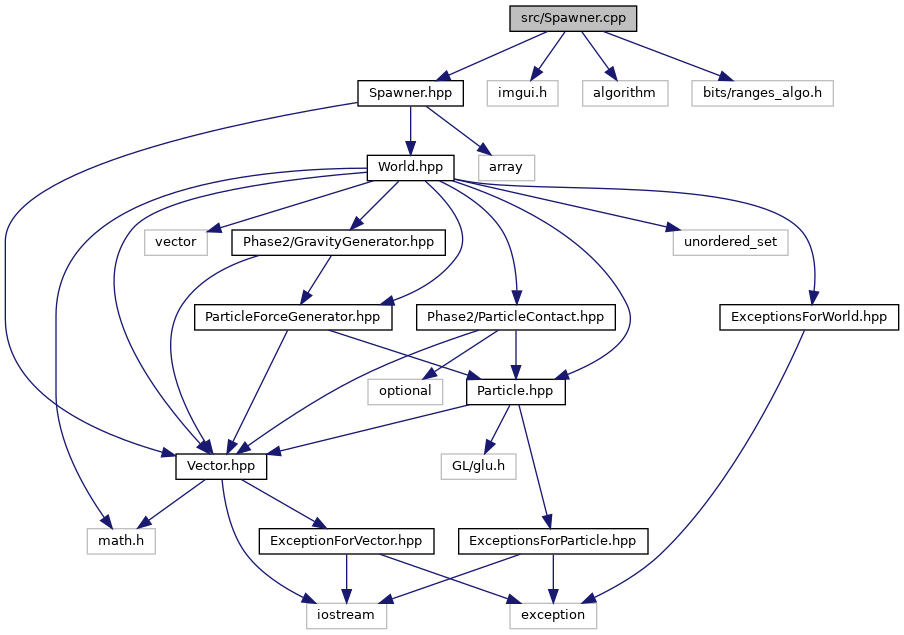 src/Spawner.cpp
Spawner.hpp
imgui.h
algorithm
bits/ranges_algo.h
World.hpp
array
vector
Phase2/GravityGenerator.hpp
unordered_set
ParticleForceGenerator.hpp
Phase2/ParticleContact.hpp
ExceptionsForWorld.hpp
optional
Particle.hpp
Vector.hpp
GL/glu.h
math.h
ExceptionForVector.hpp
ExceptionsForParticle.hpp
iostream
exception